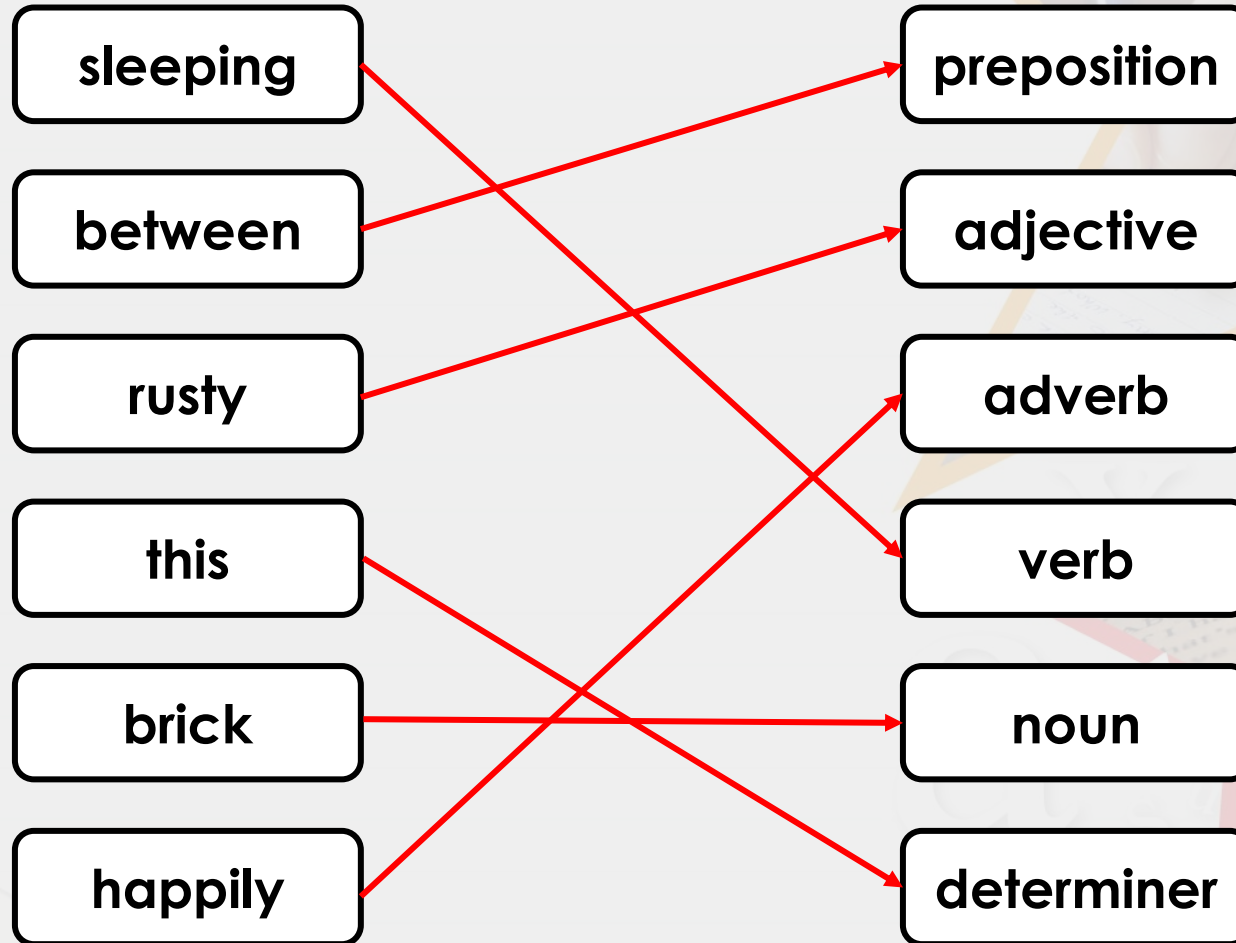 sleeping
preposition
between
adjective
rusty
adverb
this
verb
brick
noun
happily
determiner